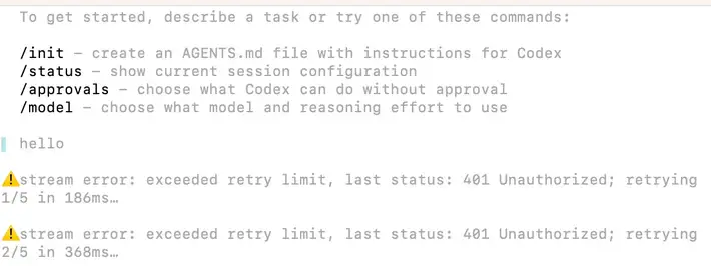 To get started, describe a task or try one of these commands:
/init – create an AGENTS.md file with instructions for Codex
/status – show current session configuration
/approvals – choose what Codex can do without approval
/model – choose what model and reasoning effort to use
hello
⚠️stream error: exceeded retry limit, last status: 401 Unauthorized; retrying
1/5 in 186ms…
⚠️stream error: exceeded retry limit, last status: 401 Unauthorized; retrying
2/5 in 368ms…